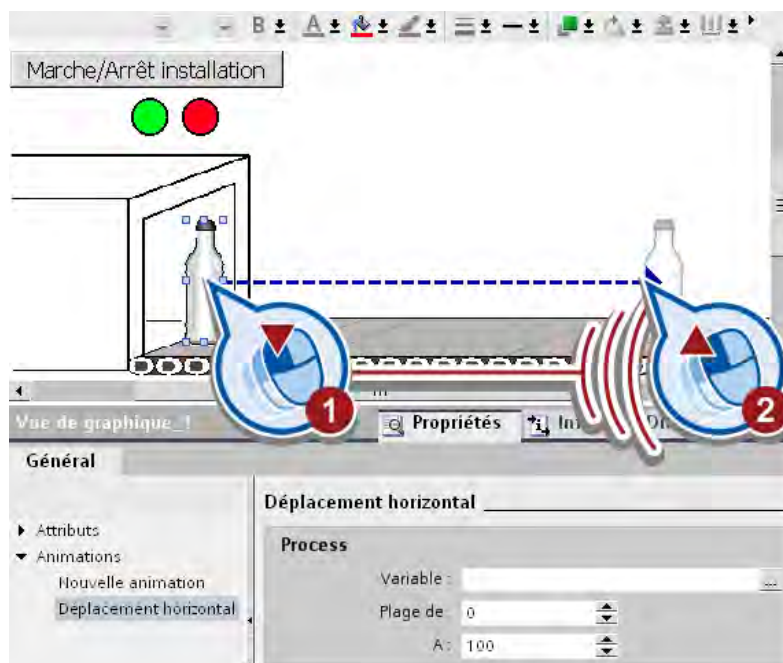 B A
Marche/Arrêt installation
1
2
Vue de graphique_1
Propriétés
Général
Déplacement horizontal
Process
Attributs
Animations
Variable :
Nouvelle animation
...
Déplacement horizontal
Plage de 0
A : 100